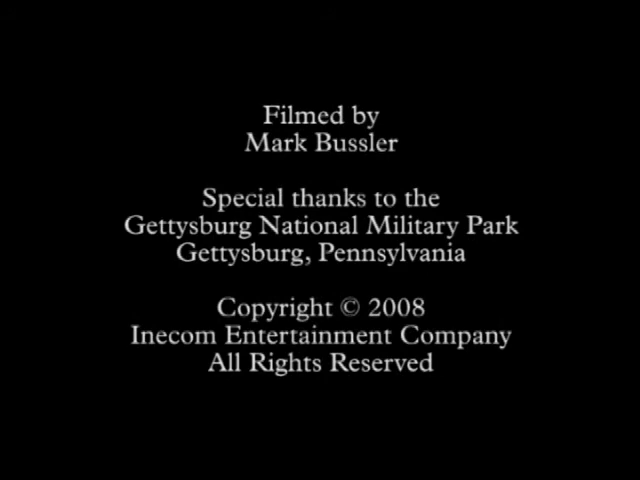 Filmed by
Mark Bussler
Special thanks to the
Gettysburg National Military Park
Gettysburg, Pennsylvania
Copyright © 2008
Inecom Entertainment Company
All Rights Reserved